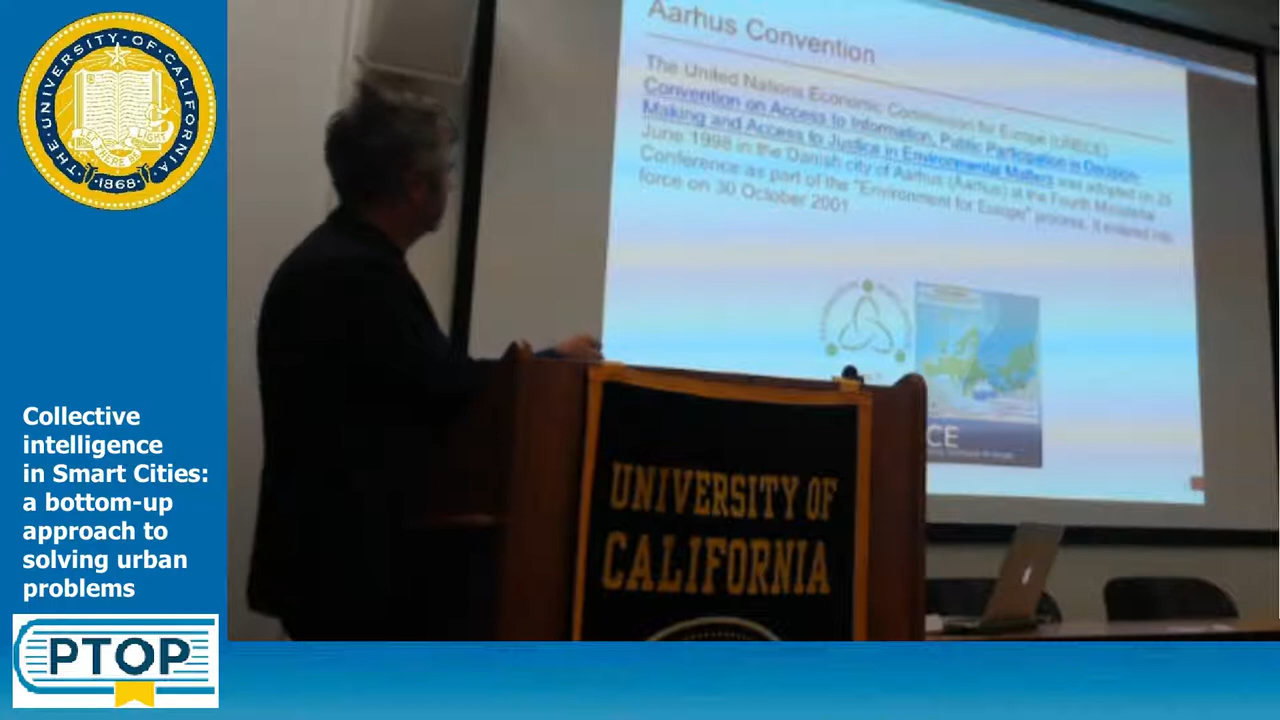 THE · UNIVERSITY · OF · CALIFORNIA
LET THERE BE LIGHT
· 1868 ·
Collective
intelligence
in Smart Cities:
a bottom-up
approach to
solving urban
problems
PTOP
Aarhus Convention
The United Nations Economic Commission for Europe (UNECE)
Convention on Access to Information, Public Participation in Decision-
Making and Access to Justice in Environmental Matters was adopted on 25
June 1998 in the Danish city of Aarhus (Aarhus) at the Fourth Ministerial
Conference as part of the "Environment for Europe" process. It entered into
force on 30 October 2001
CE
UNIVERSITY OF
CALIFORNIA